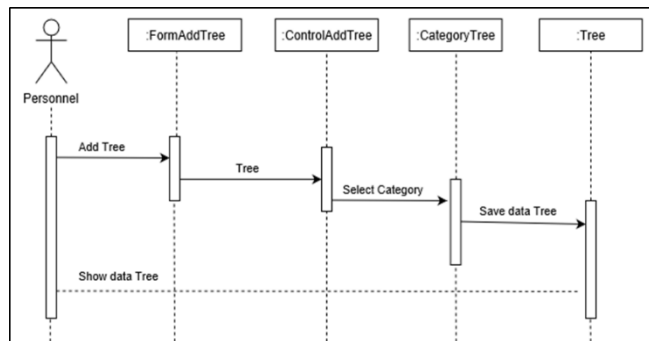 :FormAddTree
:ControlAddTree
:CategoryTree
:Tree
Personnel
Add Tree
Tree
Select Category
Save data Tree
Show data Tree